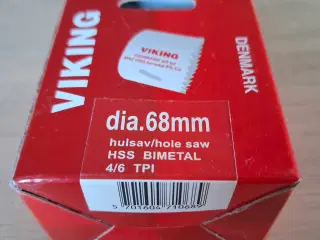 VIKING
DENMARK
VIKING
dia.68mm
hulsav/hole saw
HSS BIMETAL
4/6 TPI